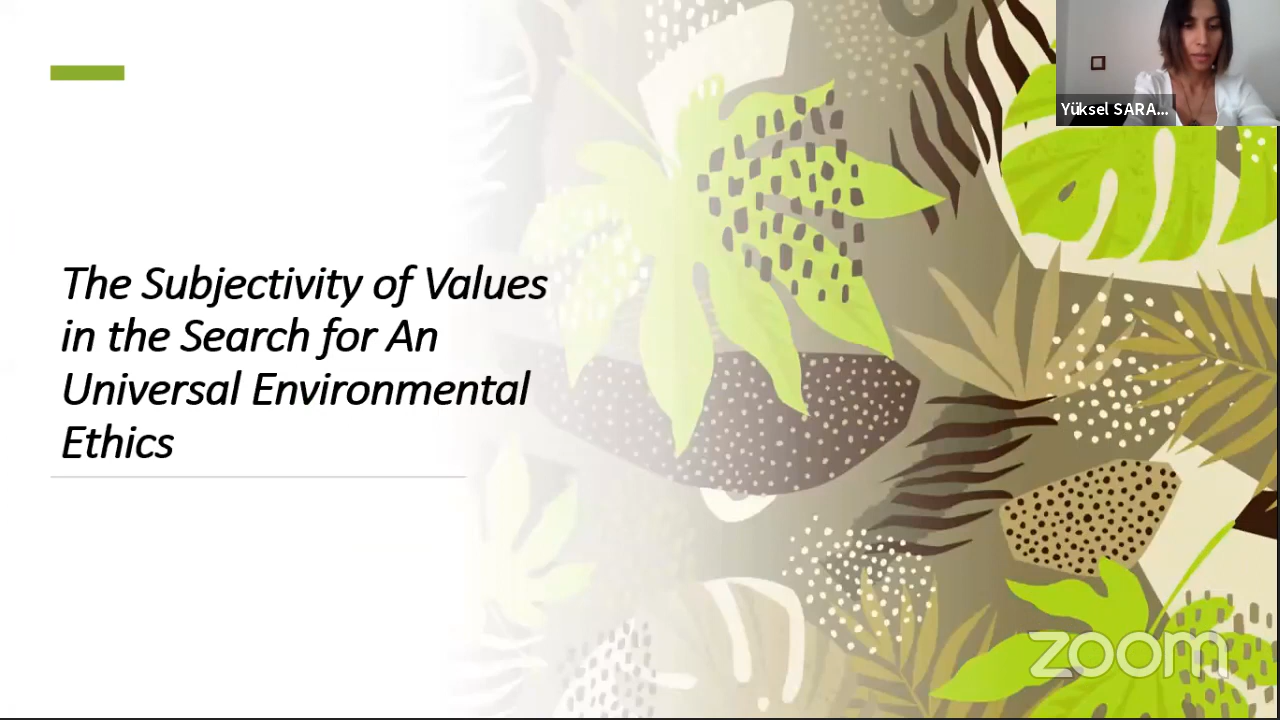 Yüksel SARA...
The Subjectivity of Values
in the Search for An
Universal Environmental
Ethics
zoom